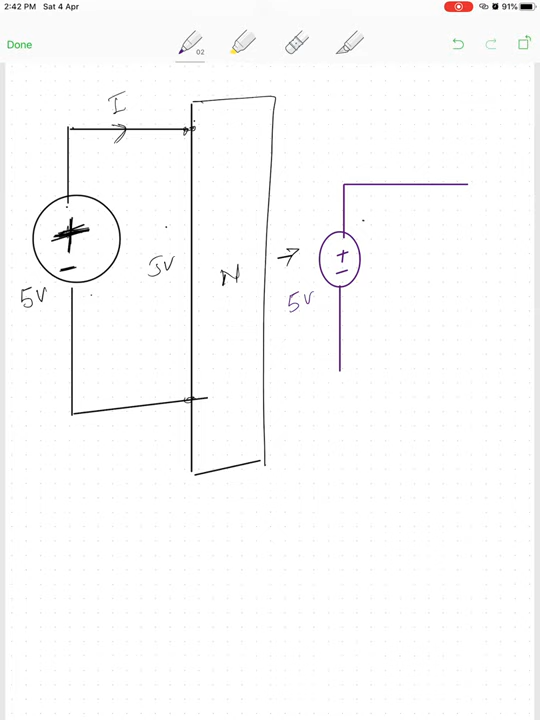 2:42 PM Sat 4 Apr
91%
Done
02
I
+
5V
N
→
+
5V
-
5V
-